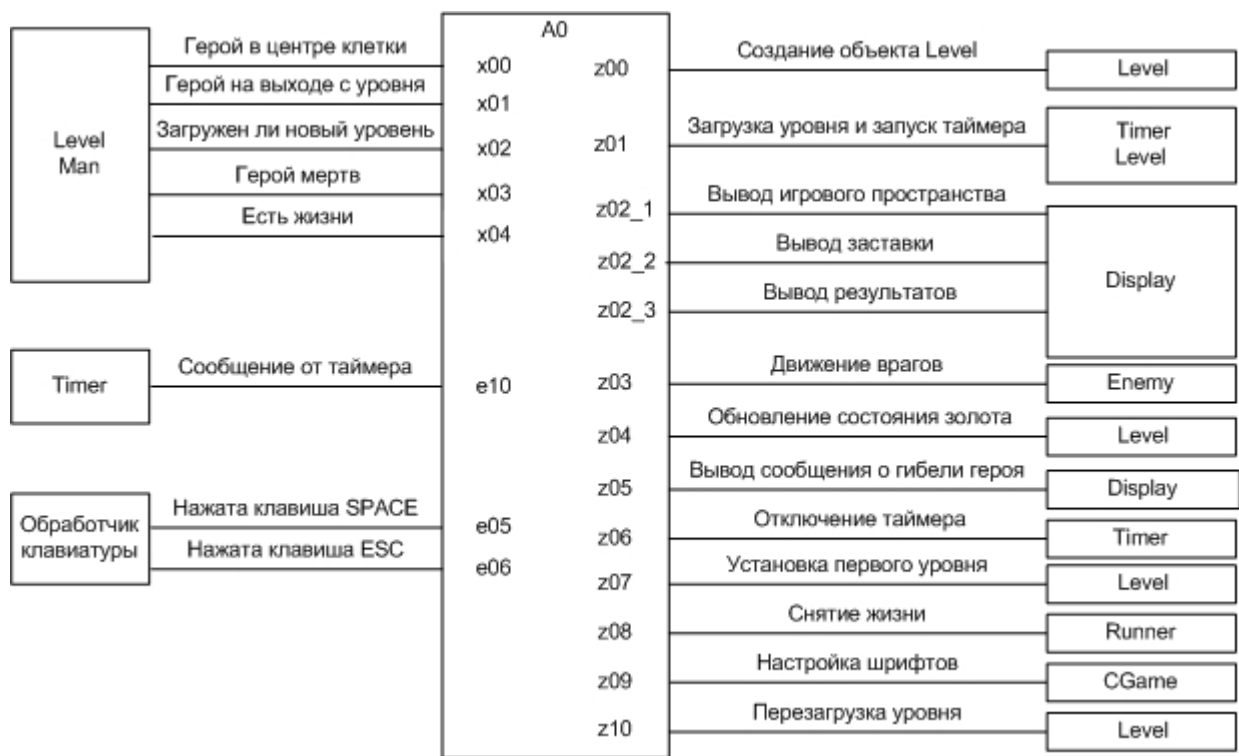 A0
Level
Man
Герой в центре клетки
x00
Герой на выходе с уровня
x01
Загружен ли новый уровень
x02
Герой мертв
x03
Есть жизни
x04
Timer
Сообщение от таймера
e10
Обработчик
клавиатуры
Нажата клавиша SPACE
e05
Нажата клавиша ESC
e06
z00
Создание объекта Level
Level
z01
Загрузка уровня и запуск таймера
Timer
Level
z02_1
Вывод игрового пространства
z02_2
Вывод заставки
z02_3
Вывод результатов
Display
z03
Движение врагов
Enemy
z04
Обновление состояния золота
Level
z05
Вывод сообщения о гибели героя
Display
z06
Отключение таймера
Timer
z07
Установка первого уровня
Level
z08
Снятие жизни
Runner
z09
Настройка шрифтов
CGame
z10
Перезагрузка уровня
Level